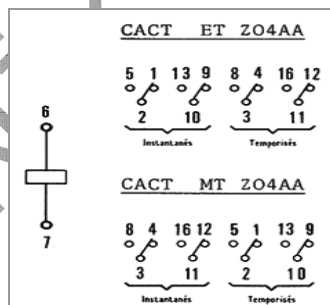 CACT ET ZO4AA
5 1 13 9 8 4 16 12
2 10 3 11
Instantanés Temporisés
6
7
CACT MT ZO4AA
8 4 16 12 5 1 13 9
3 11 2 10
Instantanés Temporisés